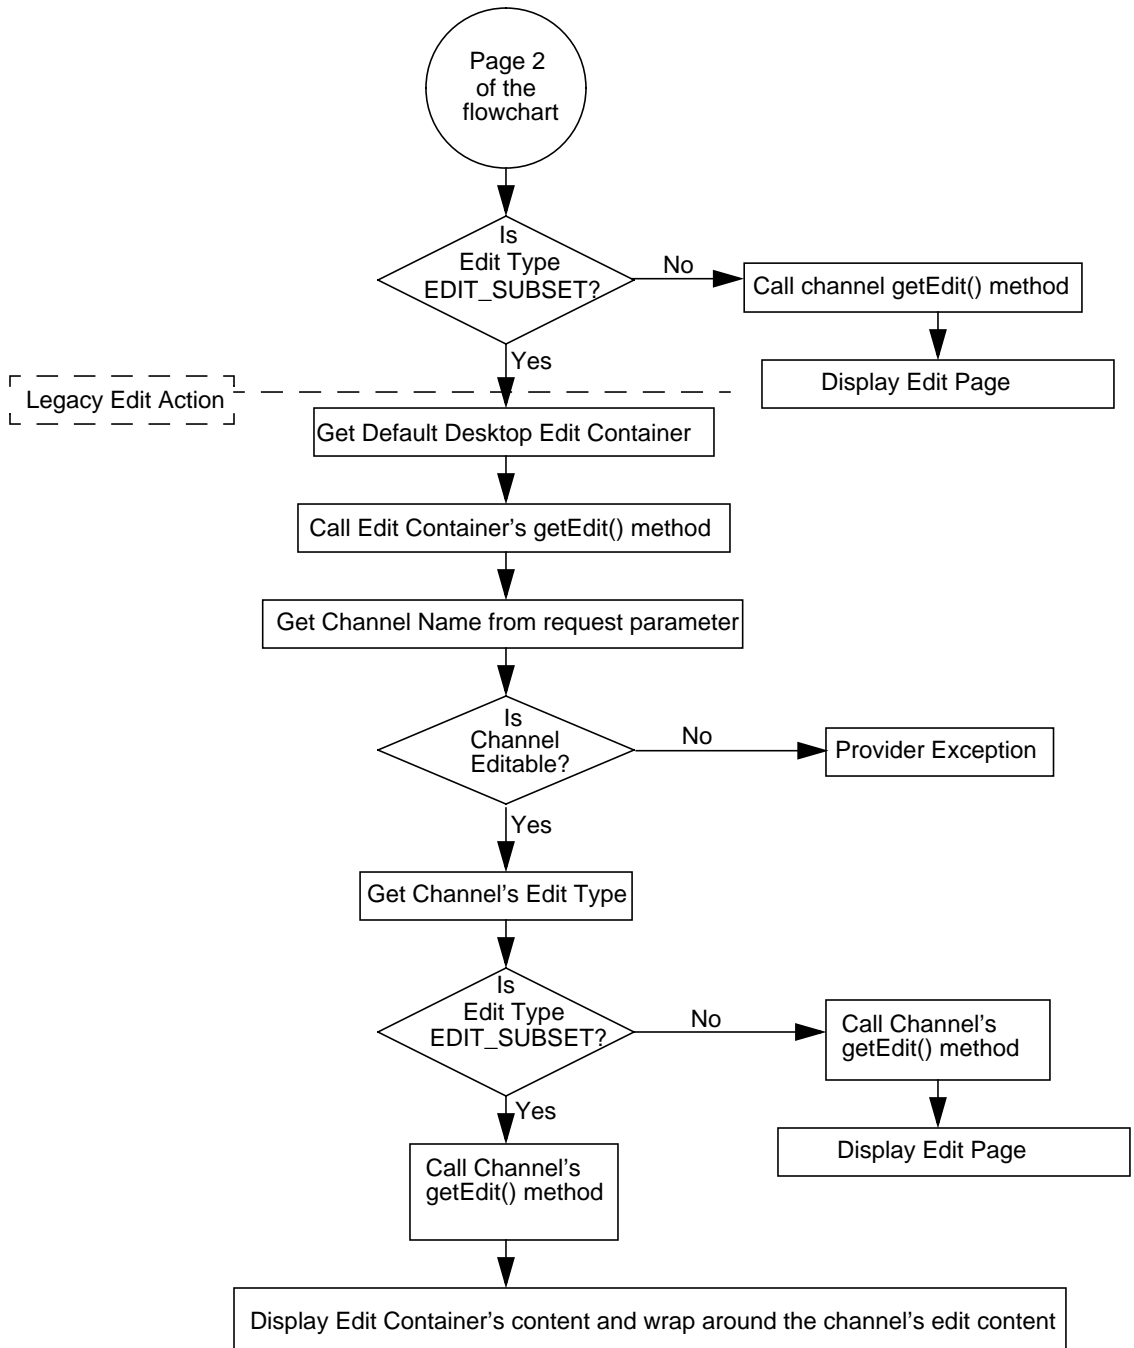 Page 2
of the
flowchart
Is
Edit Type
EDIT_SUBSET?
No
Call channel getEdit() method
Yes
Display Edit Page
Legacy Edit Action
Get Default Desktop Edit Container
Call Edit Container's getEdit() method
Get Channel Name from request parameter
Is
Channel
Editable?
No
Provider Exception
Yes
Get Channel's Edit Type
Is
Edit Type
EDIT_SUBSET?
No
Call Channel's
getEdit() method
Yes
Display Edit Page
Call Channel's
getEdit() method
Display Edit Container's content and wrap around the channel's edit content